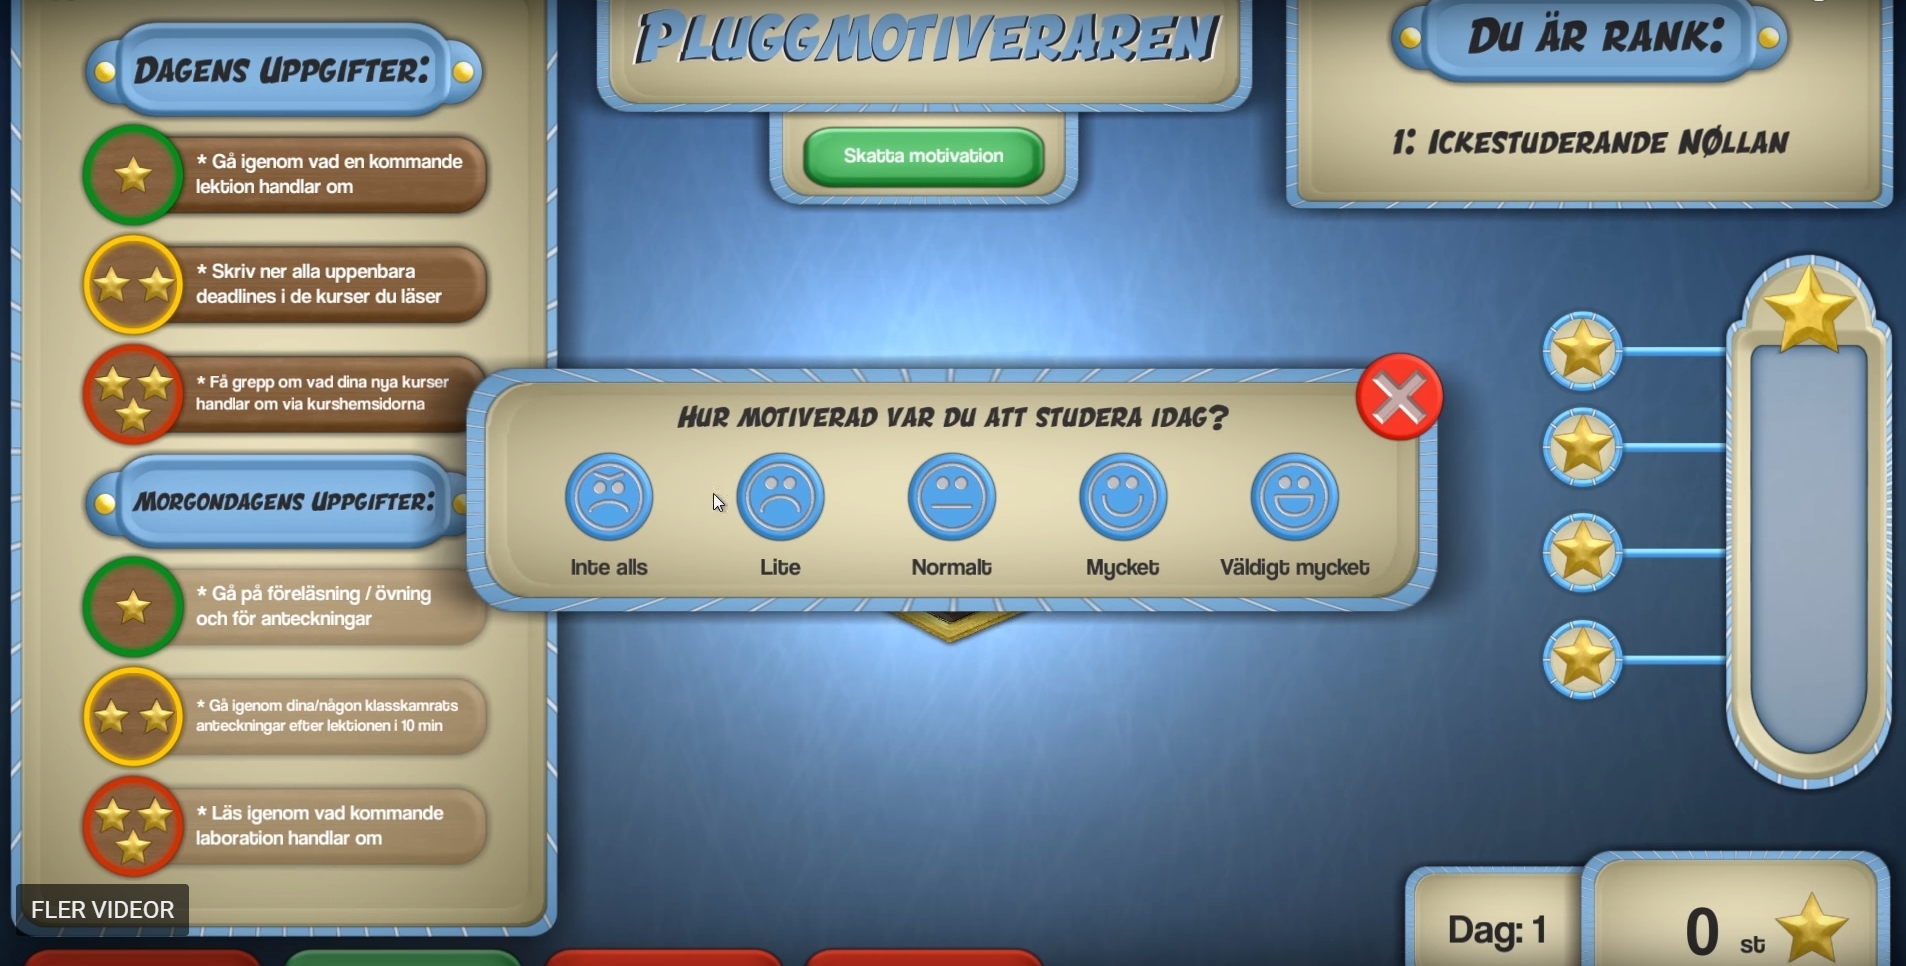 Dagens Uppgifter:
* Gå igenom vad en kommande
lektion handlar om
* Skriv ner alla uppenbara
deadlines i de kurser du läser
* Få grepp om vad dina nya kurser
handlar om via kurshemsidorna
Morgondagens Uppgifter:
* Gå på föreläsning / övning
och för anteckningar
* Gå igenom dina/någon klasskamrats
anteckningar efter lektionen i 10 min
* Läs igenom vad kommande
laboration handlar om
FLER VIDEOR
Pluggmotiveraren
Skatta motivation
Hur motiverad var du att studera idag?
Inte alls
Lite
Normalt
Mycket
Väldigt mycket
Du är rank:
1: Ickestuderande Nøllan
Dag: 1
0 st